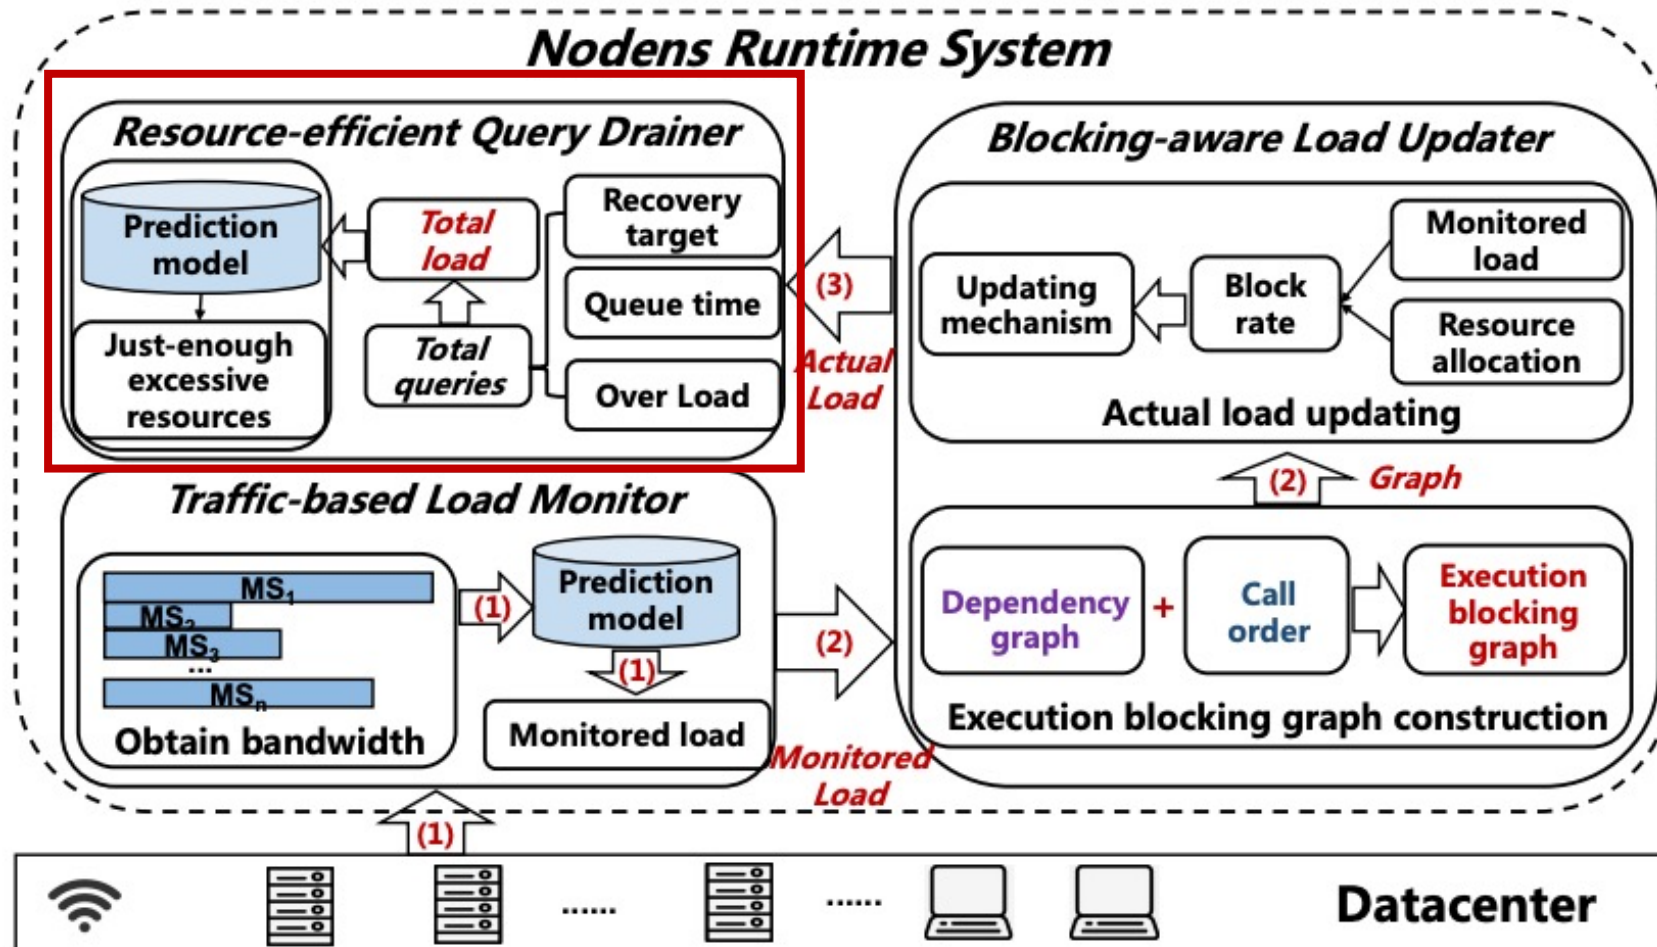 Nodens Runtime System
Resource-efficient Query Drainer
Prediction
model
Just-enough
excessive
resources
Total
load
Total
queries
Recovery
target
Queue time
Over Load
(3)
Actual
Load
Blocking-aware Load Updater
Updating
mechanism
Block
rate
Monitored
load
Resource
allocation
Actual load updating
(2)
Graph
Dependency
graph
+
Call
order
Execution
blocking
graph
Execution blocking graph construction
Traffic-based Load Monitor
MS1
MS2
MS3
...
MSn
Obtain bandwidth
(1)
Prediction
model
(1)
Monitored load
(2)
Monitored
Load
(1)
......
......
Datacenter